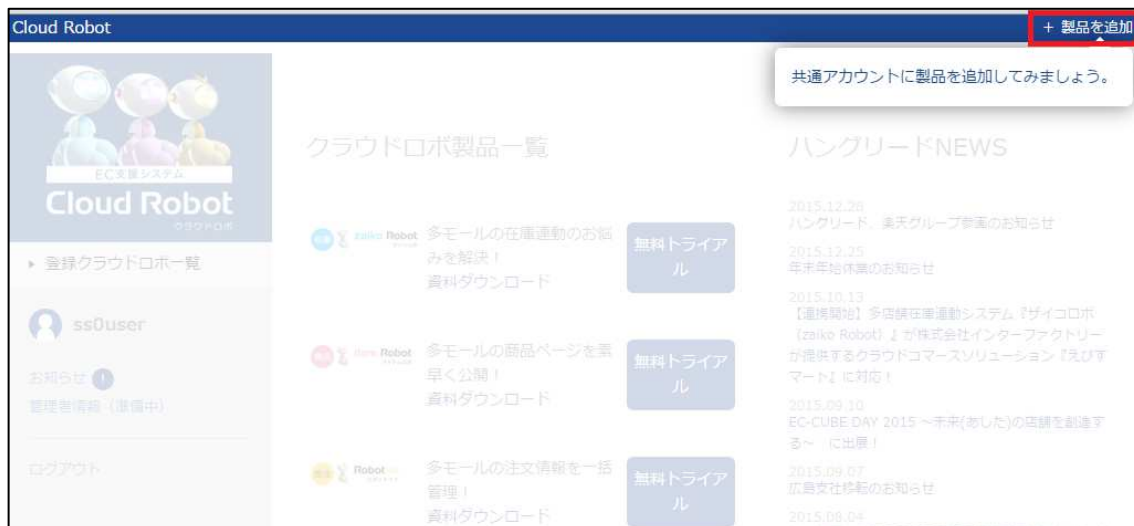 Cloud Robot
+ 製品を追加
共通アカウントに製品を追加してみましょう。
EC支援システム
Cloud Robot
クラウドロボ
登録クラウドロボ一覧
ss0user
お知らせ
管理者情報（準備中）
ログアウト
クラウドロボ製品一覧
zaiko Robot
多モールの在庫連動のお悩
みを解決！
資料ダウンロード
無料トライア
ル
Item Robot
多モールの商品ページを素
早く公開！
資料ダウンロード
無料トライア
ル
Robot
多モールの注文情報を一括
管理！
資料ダウンロード
無料トライア
ル
ハングリードNEWS
2015.12.28
ハングリード、楽天グループ参画のお知らせ
2015.12.25
年末年始休業のお知らせ
2015.10.13
【連携開始】多店舗在庫連動システム『ザイコロボ
（zaiko Robot）』が株式会社インターファクトリー
が提供するクラウドコマースソリューション『えびす
マート』に対応！
2015.09.10
EC-CUBE DAY 2015 ～未来(あした)の店舗を創造す
る～　に出展！
2015.09.07
広島支社移転のお知らせ
2015.08.04